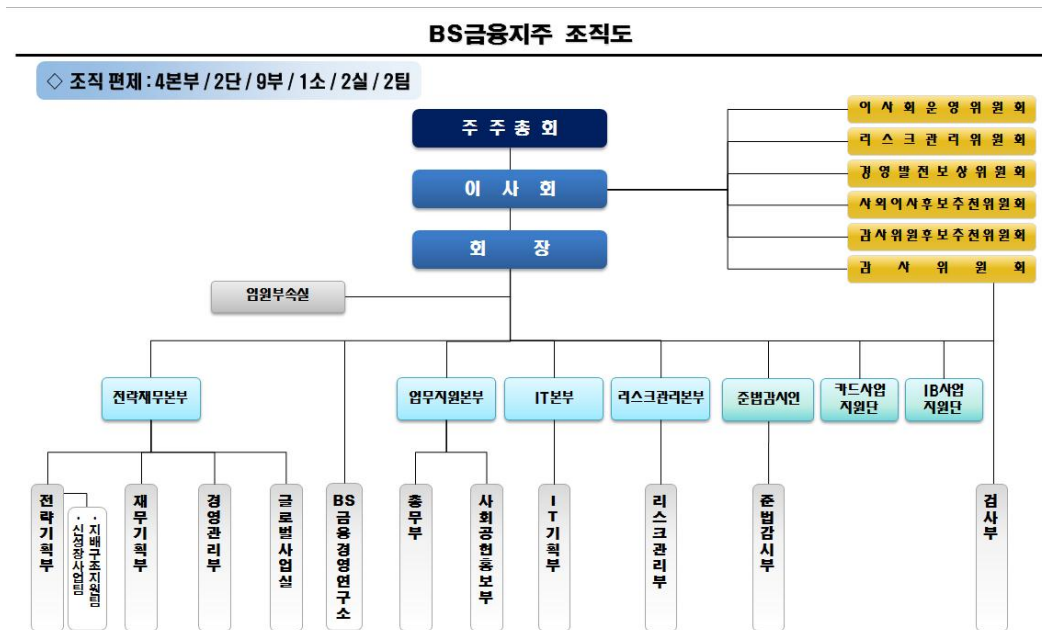 BS금융지주 조직도
◇ 조직 편제 : 4본부 / 2단 / 9부 / 1소 / 2실 / 2팀
주 주 총 회
이 사 회
회 장
이 사 회 운 영 위 원 회
리 스 크 관 리 위 원 회
경 영 발 전 보 상 위 원 회
사외이사후보추천위원회
감사위원후보추천위원회
감 사 위 원 회
임원부속실
전략재무본부
업무지원본부
IT본부
리스크관리본부
준법감시인
카드사업
지원단
IB사업
지원단
전략기획부
· 지배구조지원팀
· 신성장사업팀
재무기획부
경영관리부
글로벌사업실
BS금융경영연구소
총무부
사회공헌홍보부
IT기획부
리스크관리부
준법감시부
검사부